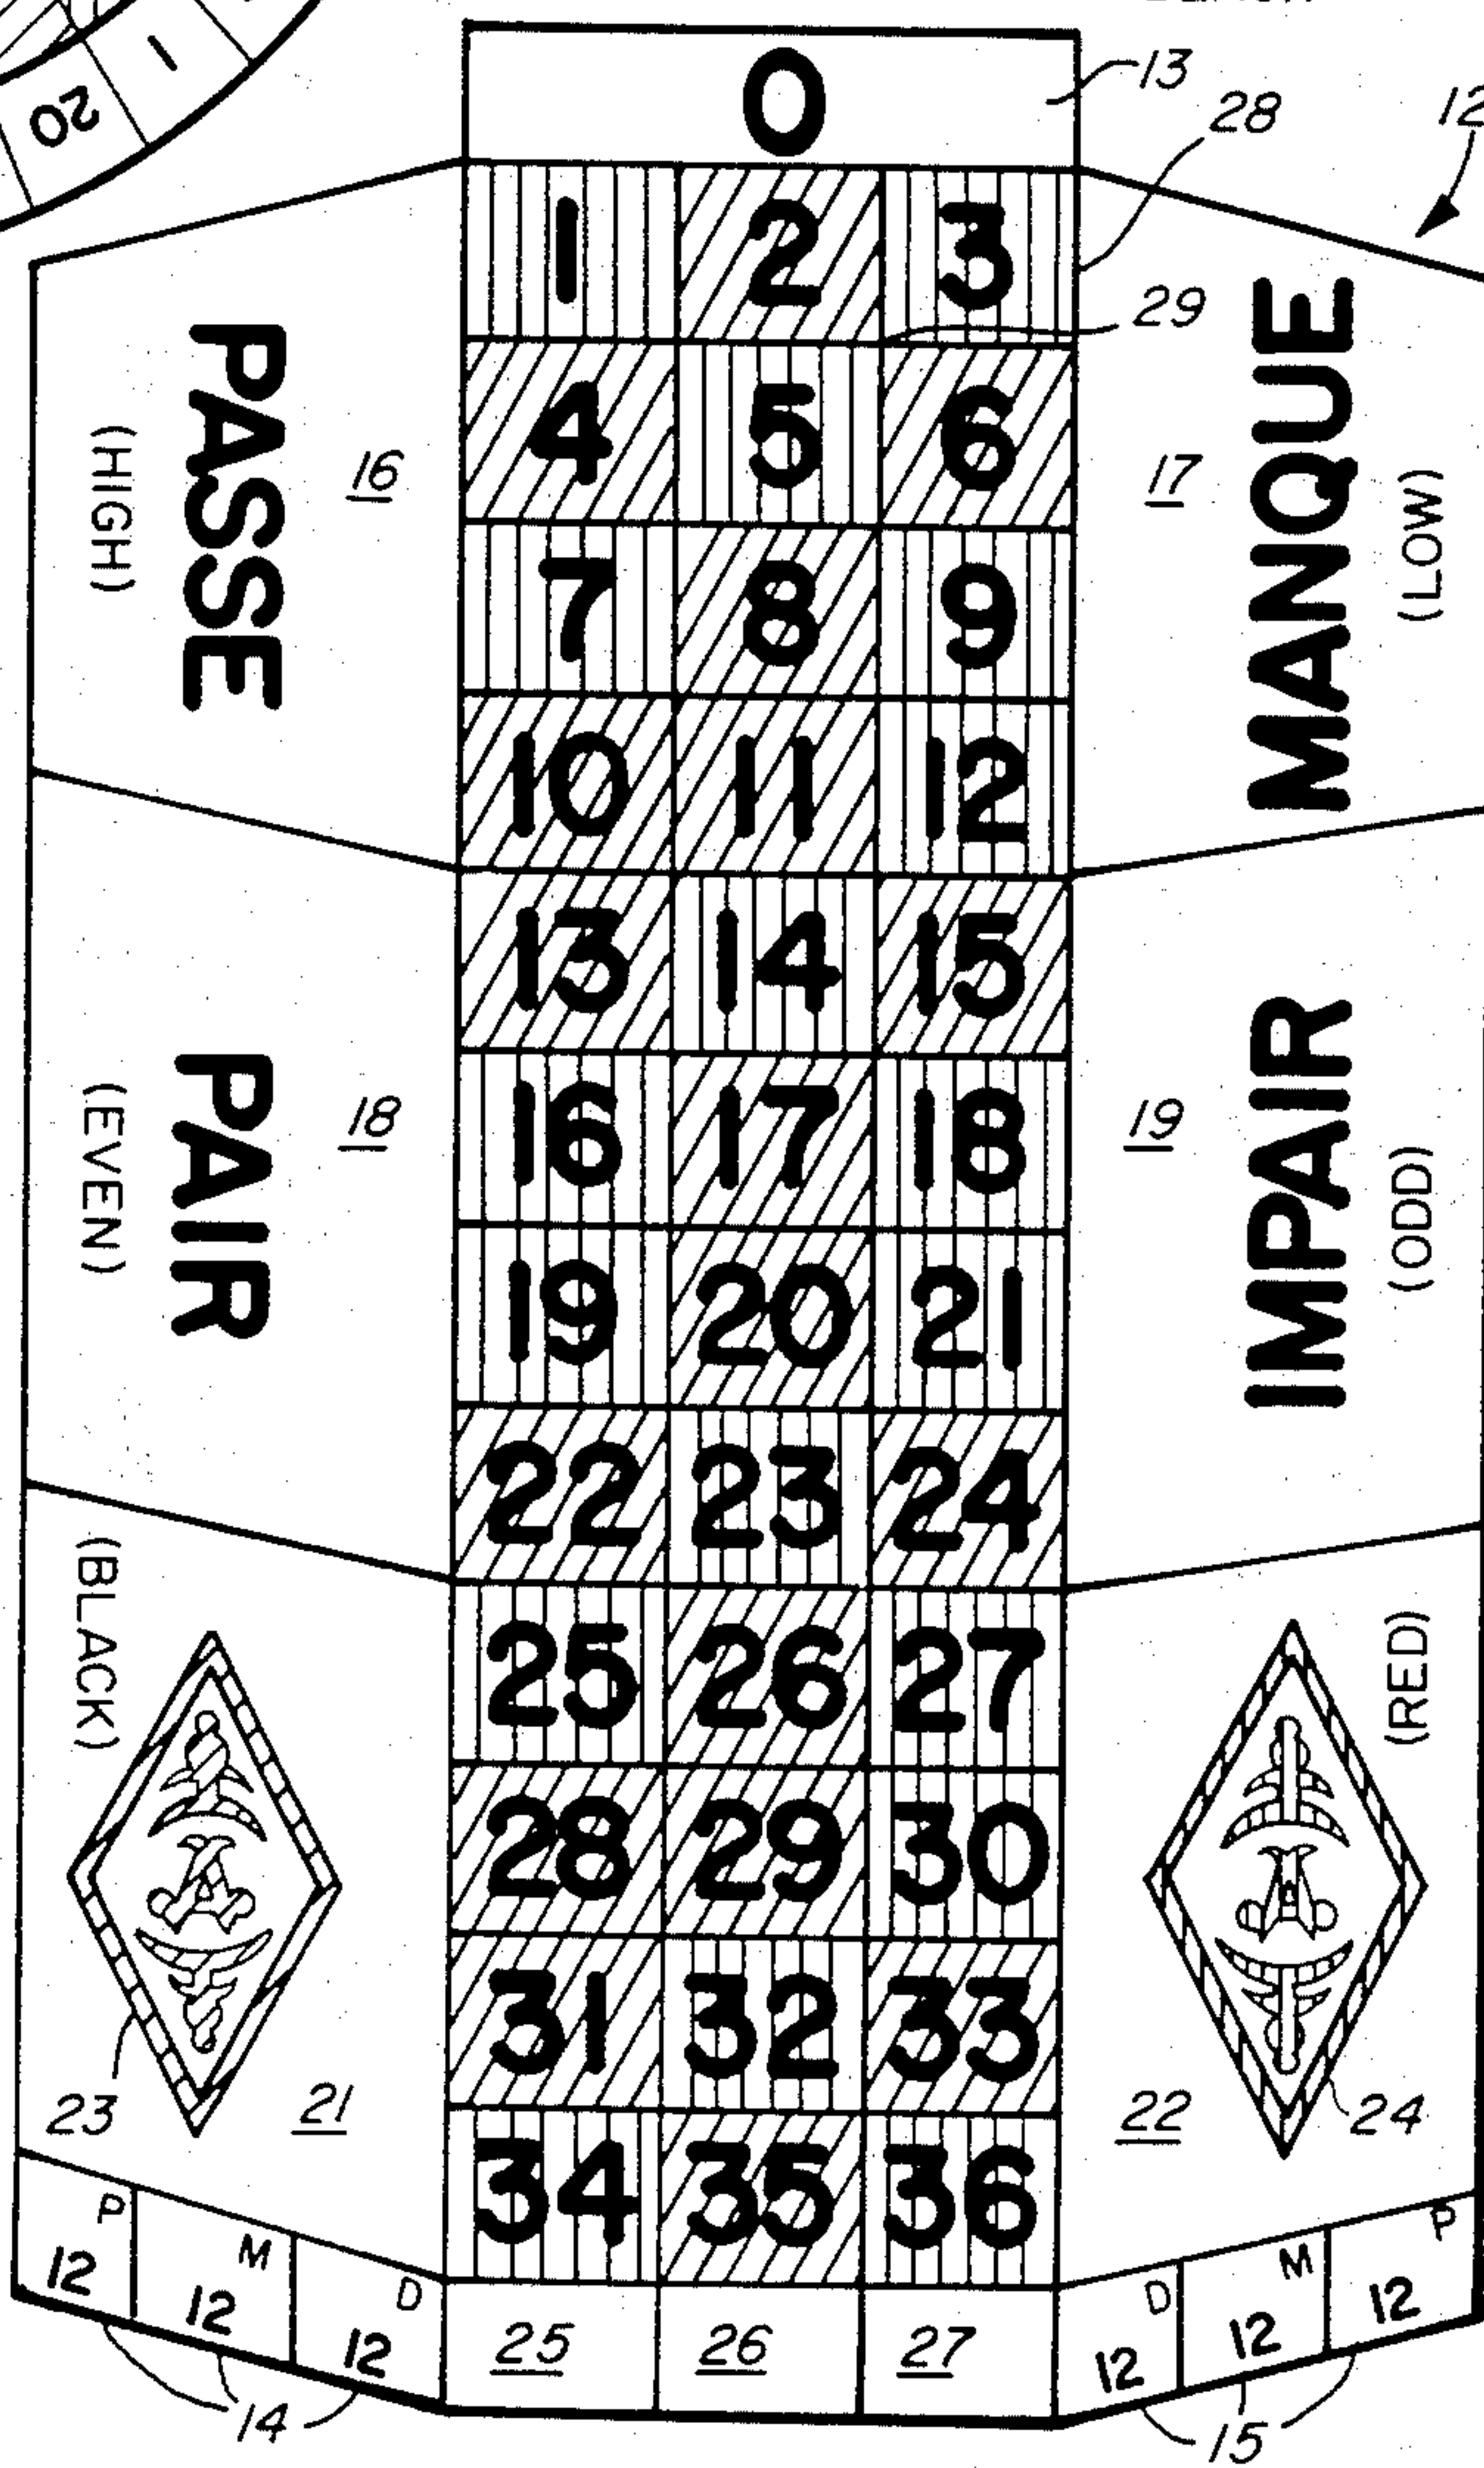 0
13
28
12
1
20
1 2 3
29
PASSE
(HIGH)
16
4 5 6
17
MANQUE
(LOW)
7 8 9
10 11 12
13 14 15
PAIR
(EVEN)
18
16 17 18
19
IMPAIR
(ODD)
19 20 21
22 23 24
(BLACK)
25 26 27
(RED)
28 29 30
31 32 33
23
21
22
24
34 35 36
P
12
M
12
D
12
25
26
27
D
12
M
12
P
12
14
15